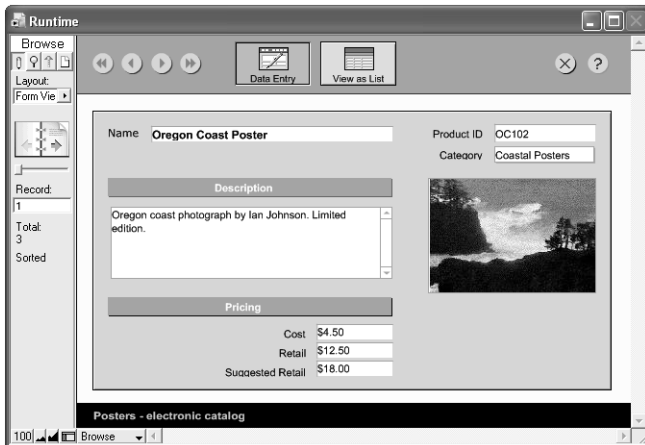 Runtime
Browse
Layout:
Form Vie
Record:
1
Total:
3
Sorted
Data Entry
View as List
?
Name Oregon Coast Poster
Product ID OC102
Category Coastal Posters
Description
Oregon coast photograph by Ian Johnson. Limited
edition.
Pricing
Cost $4.50
Retail $12.50
Suggested Retail $18.00
Posters - electronic catalog
100 Browse